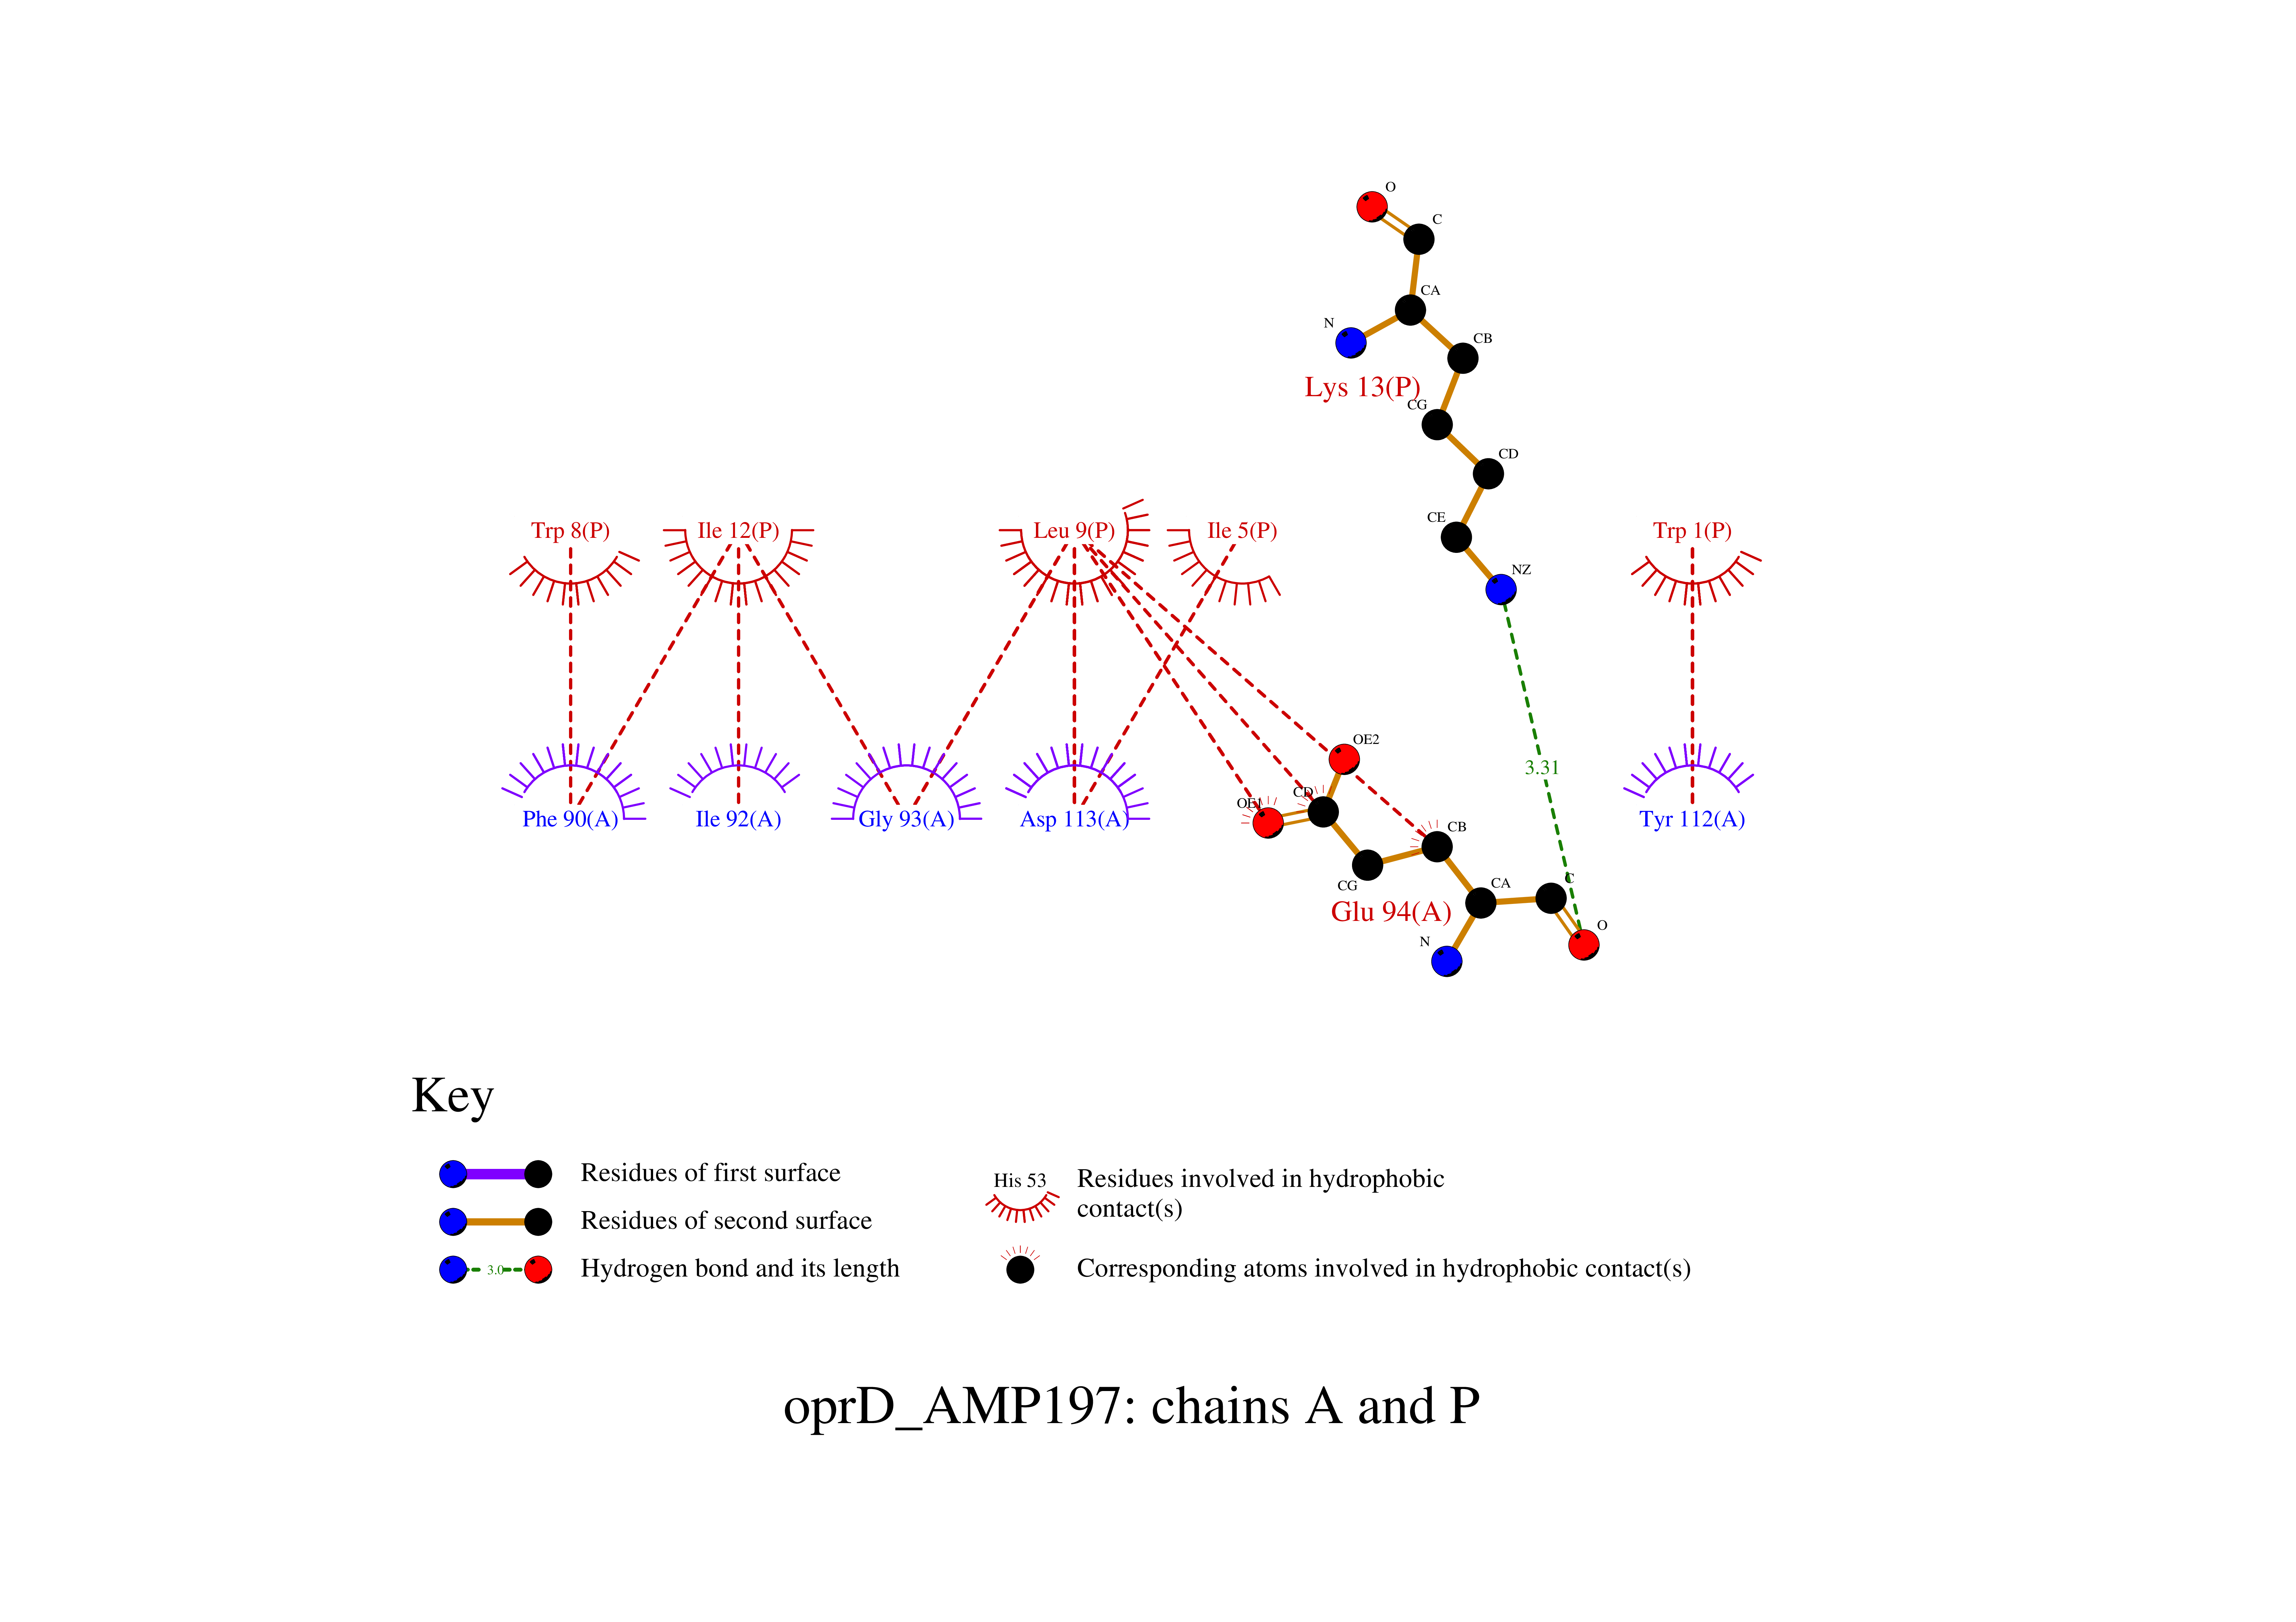 O
C
CA
N
CB
Lys 13(P)
CG
CD
CE
NZ
Trp 8(P) Ile 12(P) Leu 9(P) Ile 5(P) Trp 1(P)
OE2
3.31
CD
OE1
Phe 90(A) Ile 92(A) Gly 93(A) Asp 113(A) Tyr 112(A)
CB
CG
CA
C
Glu 94(A)
O
N
Key
Residues of first surface
Residues of second surface
3.0 Hydrogen bond and its length
His 53 Residues involved in hydrophobic
contact(s)
Corresponding atoms involved in hydrophobic contact(s)
oprD_AMP197: chains A and P